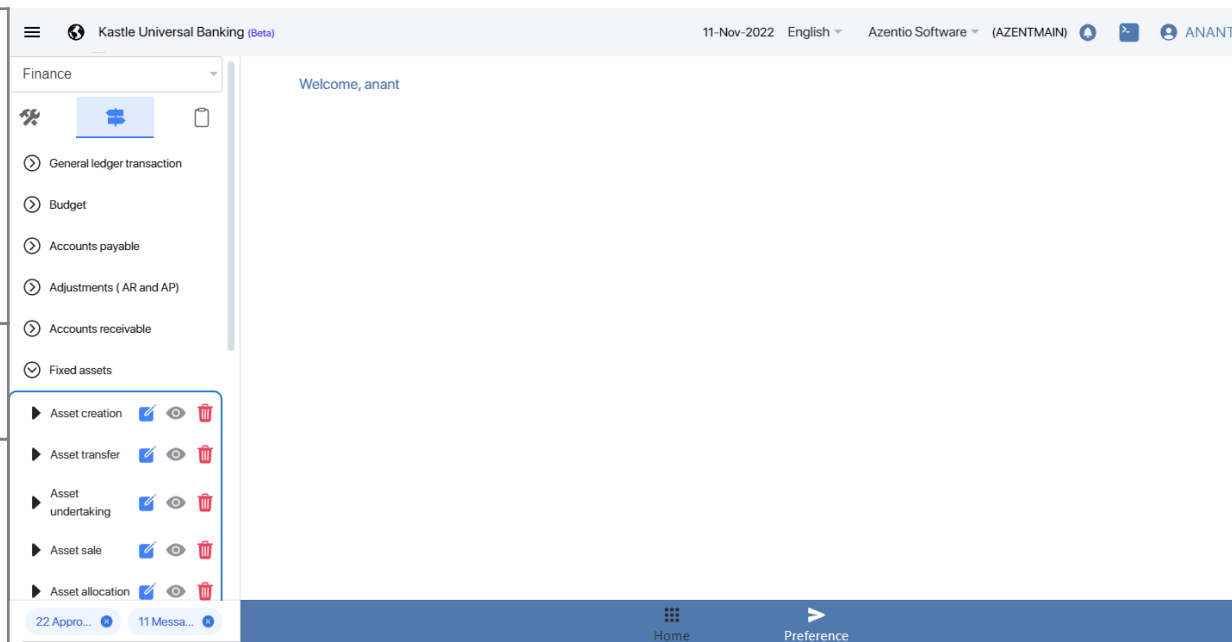 Kastle Universal Banking (Beta)
11-Nov-2022 English Azentio Software (AZENTMAIN) ANANT
Finance
Welcome, anant
General ledger transaction
Budget
Accounts payable
Adjustments ( AR and AP)
Accounts receivable
Fixed assets
Asset creation
Asset transfer
Asset
undertaking
Asset sale
Asset allocation
22 Appro... 11 Messa...
Home Preference